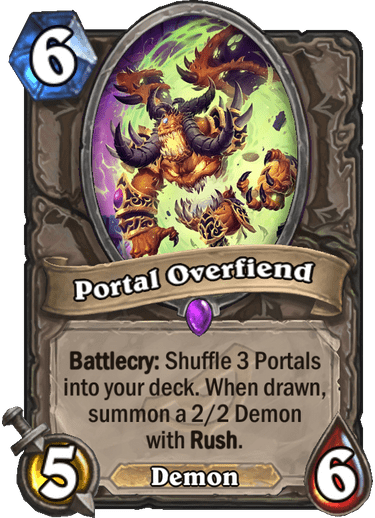 6
Portal Overfiend
Battlecry: Shuffle 3 Portals
into your deck. When drawn,
summon a 2/2 Demon
with Rush.
5
Demon
6